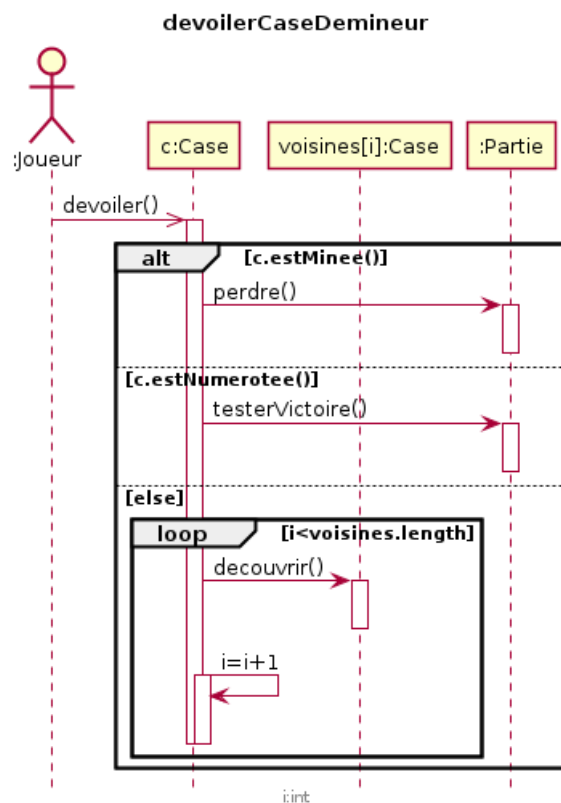 devoilerCaseDemineur
:Joueur
c:Case
voisines[i]:Case
:Partie
devoiler()
alt
[c.estMinee()]
perdre()
[c.estNumerotee()]
testerVictoire()
[else]
loop
[i<voisines.length]
decouvrir()
i=i+1
i:int